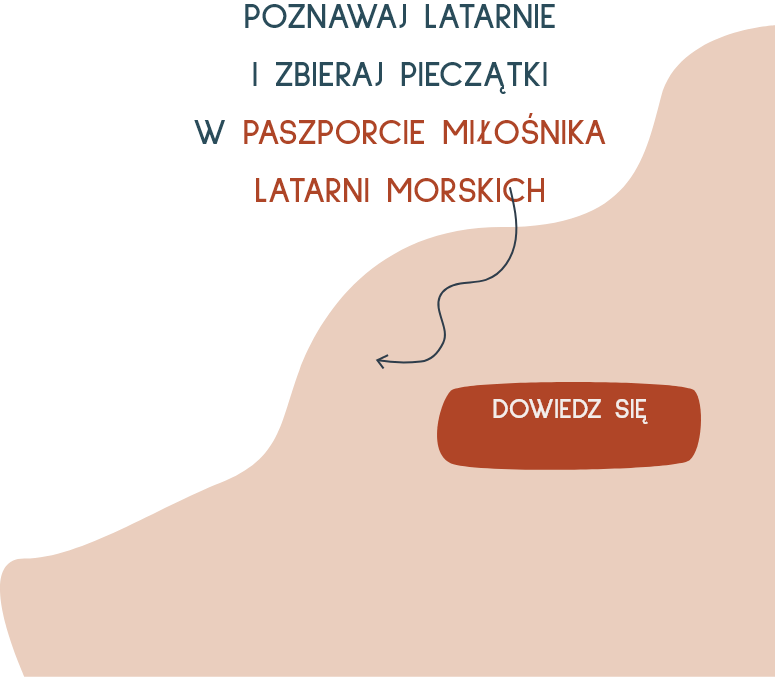 POZNAWAJ LATARNIE
I ZBIERAJ PIECZĄTKI
W PASZPORCIE MIŁOŚNIKA
LATARNI MORSKICH
DOWIEDZ SIĘ